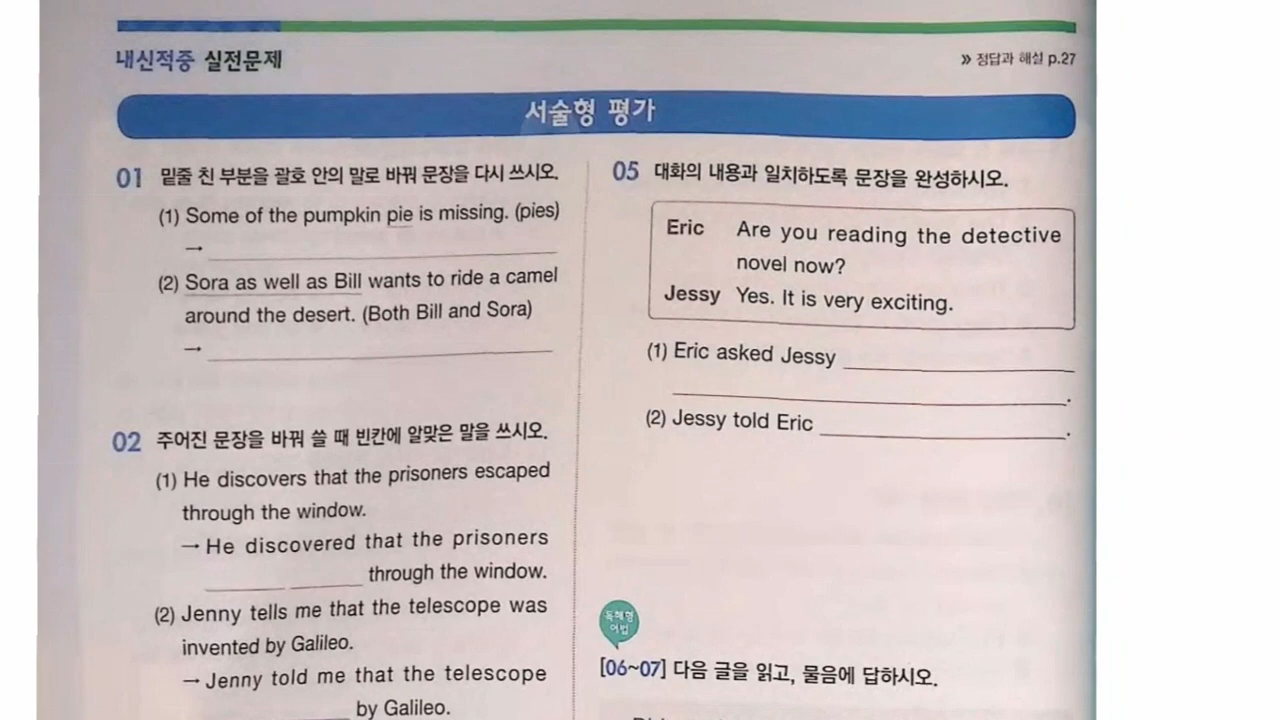 내신적중 실전문제
» 정답과 해설 p.27
서술형 평가
01 밑줄 친 부분을 괄호 안의 말로 바꿔 문장을 다시 쓰시오.
(1) Some of the pumpkin pie is missing. (pies)
→
(2) Sora as well as Bill wants to ride a camel
around the desert. (Both Bill and Sora)
→
02 주어진 문장을 바꿔 쓸 때 빈칸에 알맞은 말을 쓰시오.
(1) He discovers that the prisoners escaped
through the window.
→ He discovered that the prisoners
through the window.
(2) Jenny tells me that the telescope was
invented by Galileo.
→ Jenny told me that the telescope
by Galileo.
05 대화의 내용과 일치하도록 문장을 완성하시오.
Eric Are you reading the detective
novel now?
Jessy Yes. It is very exciting.
(1) Eric asked Jessy
.
(2) Jessy told Eric .
독해형
어법
[06~07] 다음 글을 읽고, 물음에 답하시오.